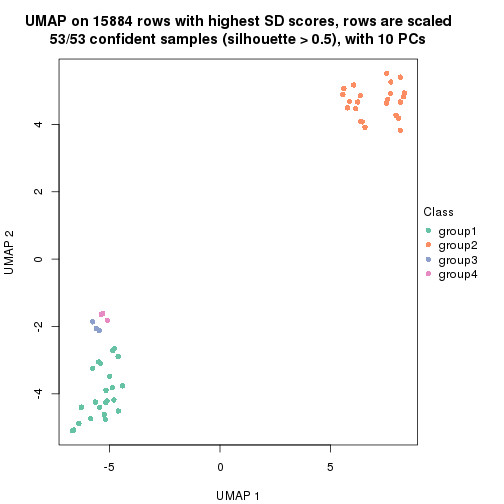 UMAP on 15884 rows with highest SD scores, rows are scaled
53/53 confident samples (silhouette > 0.5), with 10 PCs
4
2
0
-2
-4
UMAP 2
-5
0
5
UMAP 1
Class
group1
group2
group3
group4